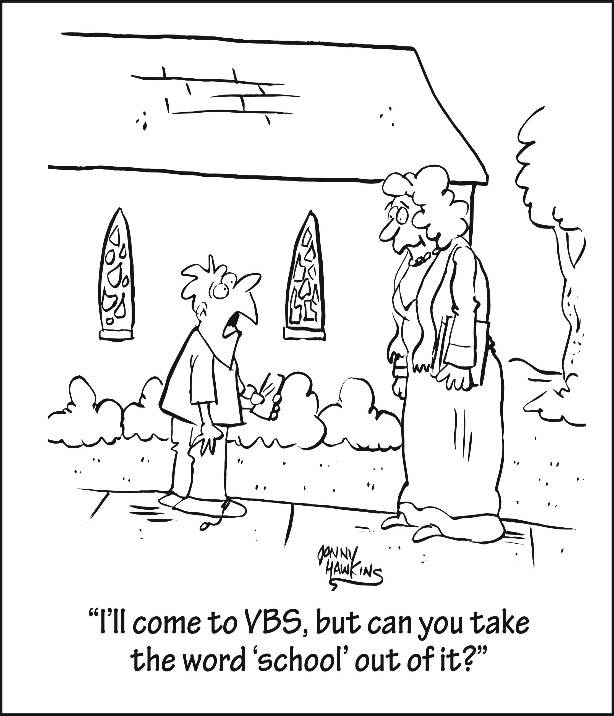 JONNY
HAWKINS
“I’ll come to VBS, but can you take
the word ‘school’ out of it?”